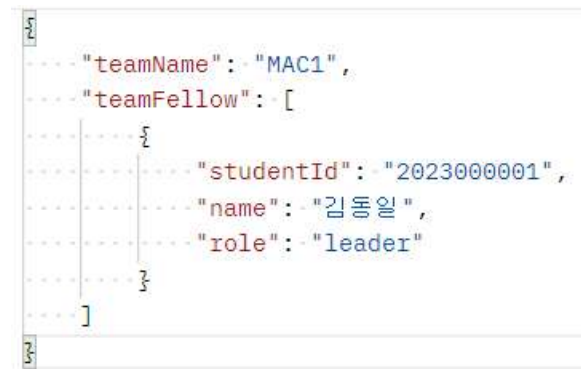 {
"teamName": "MAC1",
"teamFellow": [
{
"studentId": "2023000001",
"name": "김동일",
"role": "leader"
}
]
}